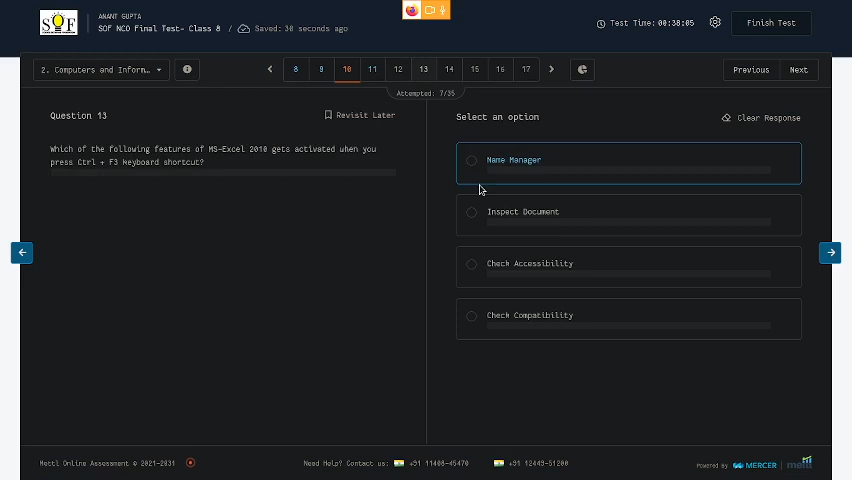 SOF
ANANT GUPTA
SOF NCO Final Test- Class 8 / Saved: 30 seconds ago
Test Time: 00:38:05
Finish Test
2. Computers and Inform...
8 9 10 11 12 13 14 15 16 17
Previous
Next
Attempted: 7/35
Question 13
Revisit Later
Which of the following features of MS-Excel 2010 gets activated when you
press Ctrl + F3 keyboard shortcut?
Select an option
Clear Response
Name Manager
Inspect Document
Check Accessibility
Check Compatibility
Mettl Online Assessment © 2021-2031
Need Help? Contact us: +91 11408-45470 +91 12449-51200
Powered by MERCER mettl